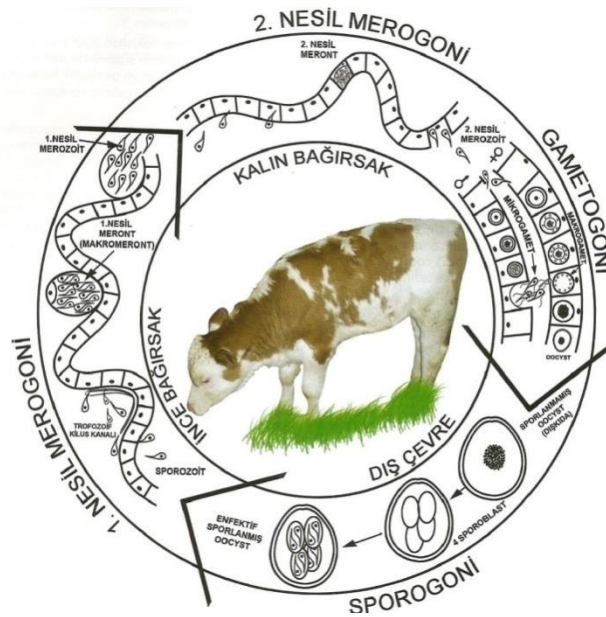 2. NESİL MEROGONİ
2. NESİL
MERONT
2. NESİL
MEROZOİT
GAMETOGONİ
MİKROGAMET
MAKROGAMET
OOCYST
KALIN BAĞIRSAK
1.NESİL
MEROZOİT
1.NESİL
MERONT
(MAKROMERONT)
İNCE BAĞIRSAK
1. NESİL MEROGONİ
TROFOZOİT
KİLUS KANALI
SPOROZOİT
DIŞ ÇEVRE
SPORLANMAMIŞ
OOCYST
(DIŞKIDA)
4 SPOROBLAST
ENFEKTİF
SPORLANMIŞ
OOCYST
SPOROGONİ